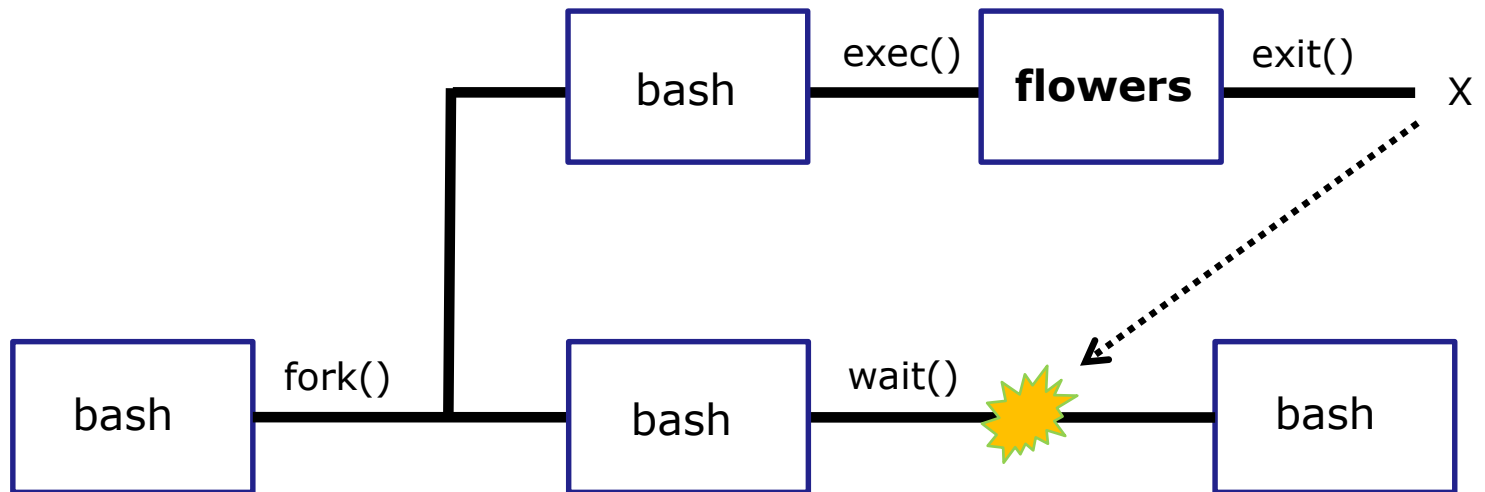 bash
exec()
flowers
exit()
X
bash
fork()
bash
wait()
bash